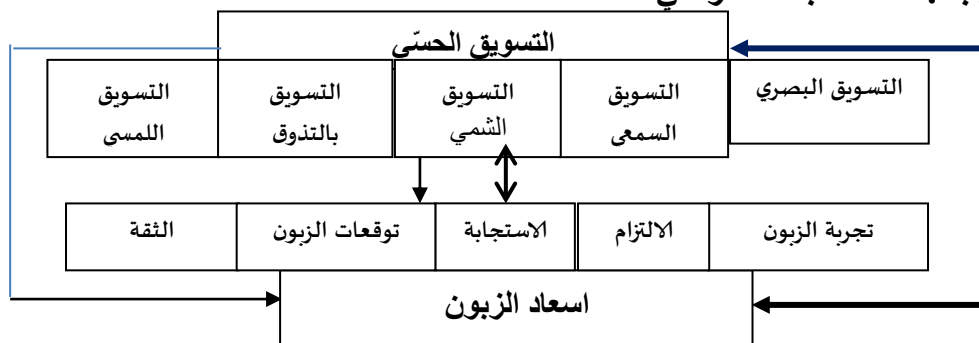 التسويق الحسّي
التسويق البصري
التسويق
السمعى
التسويق
الشمي
التسويق
بالتذوق
التسويق
اللمسى
تجربة الزبون
الالتزام
الاستجابة
توقعات الزبون
الثقة
اسعاد الزبون